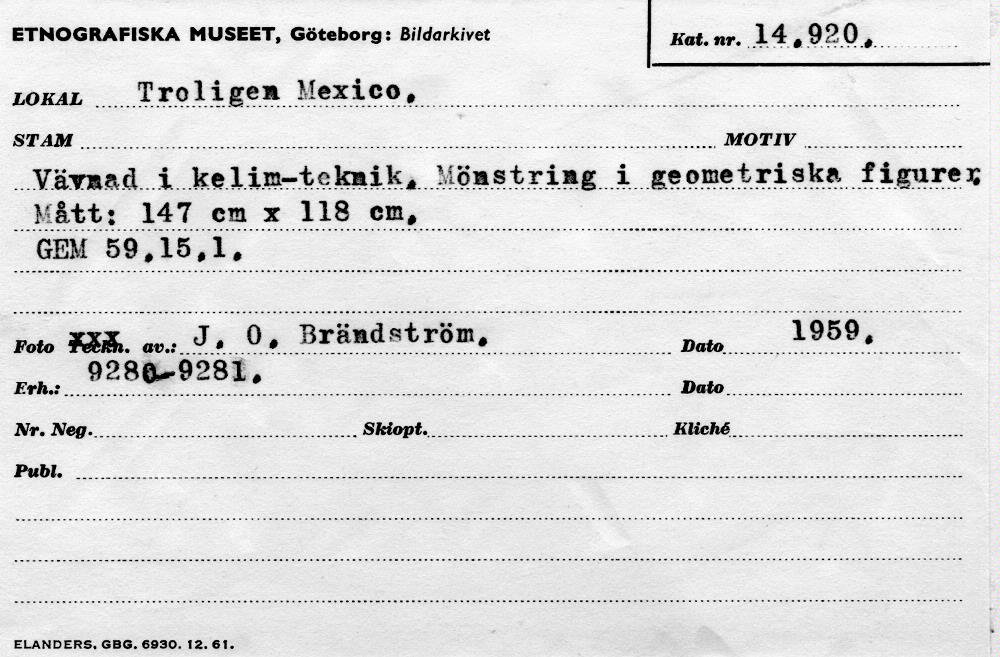 ETNOGRAFISKA MUSEET, Göteborg: Bildarkivet
Kat. nr. 14.920.
LOKAL Troligen Mexico.
STAM MOTIV
Vävnad i kelim-teknik. Mönstring i geometriska figurer.
Mått: 147 cm x 118 cm.
GEM 59.15.1.
Foto Teckn. av.: J. O. Brändström. Dato 1959.
9280-9281.
Erh.: Dato
Nr. Neg. Skiopt. Kliché
Publ.
ELANDERS, GBG. 6930. 12. 61.